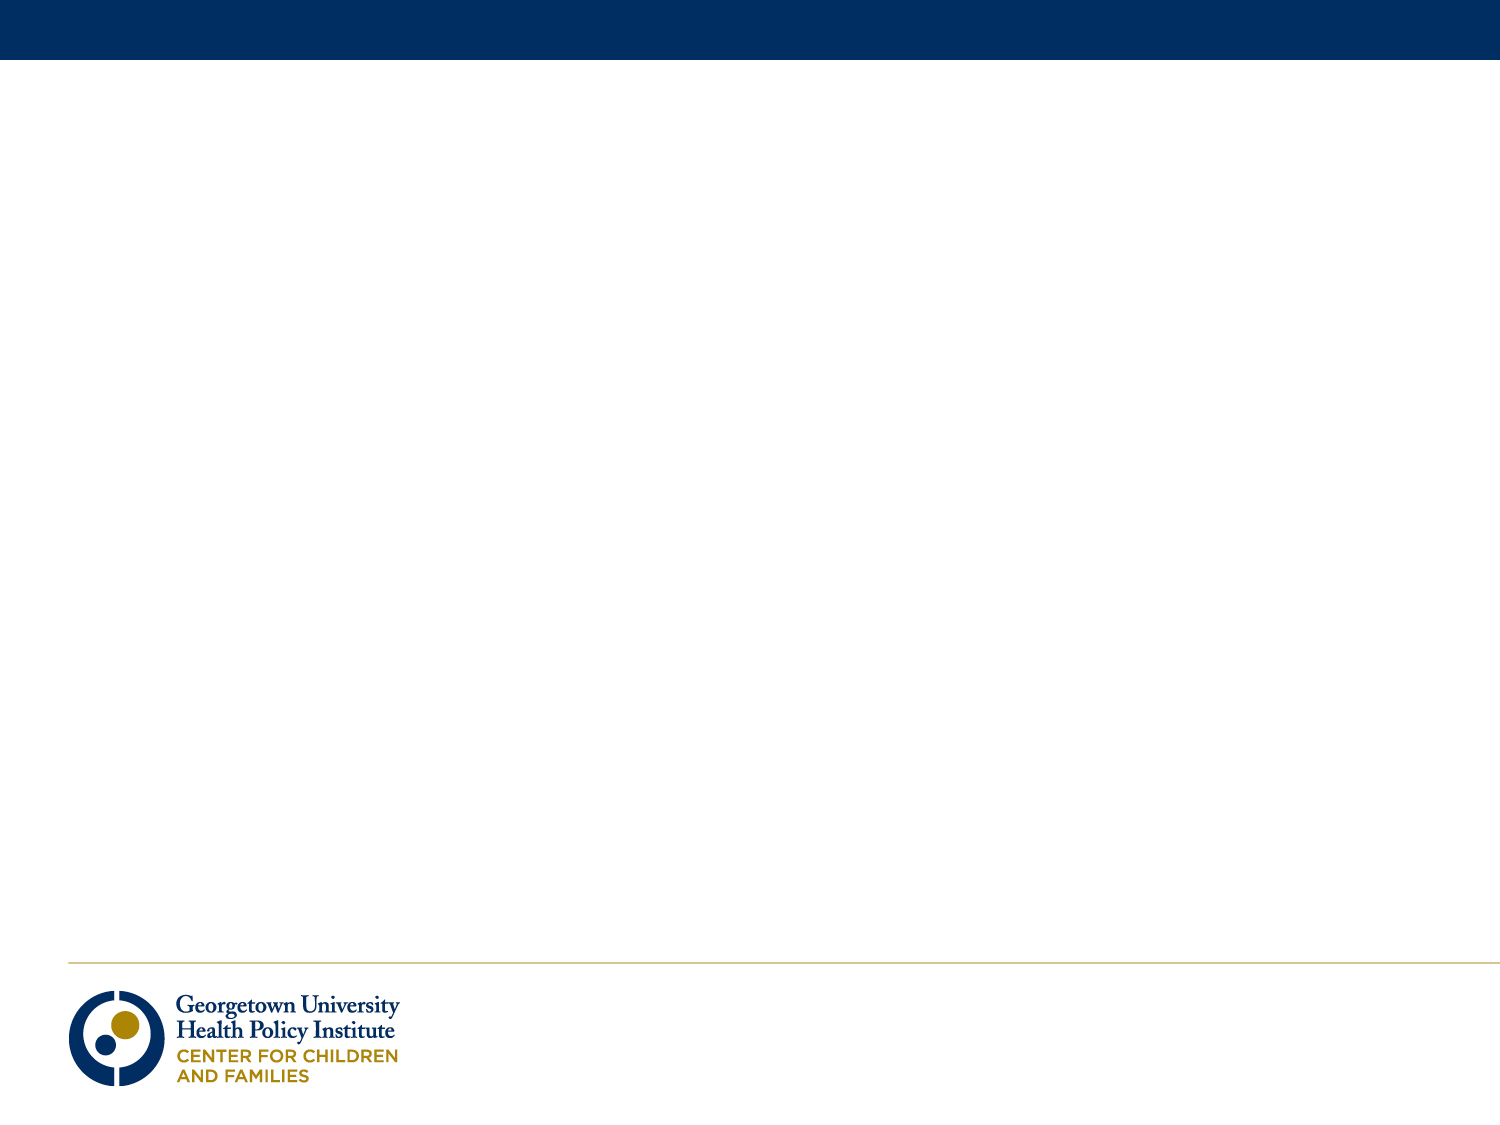 Georgetown University
Health Policy Institute
CENTER FOR CHILDREN
AND FAMILIES